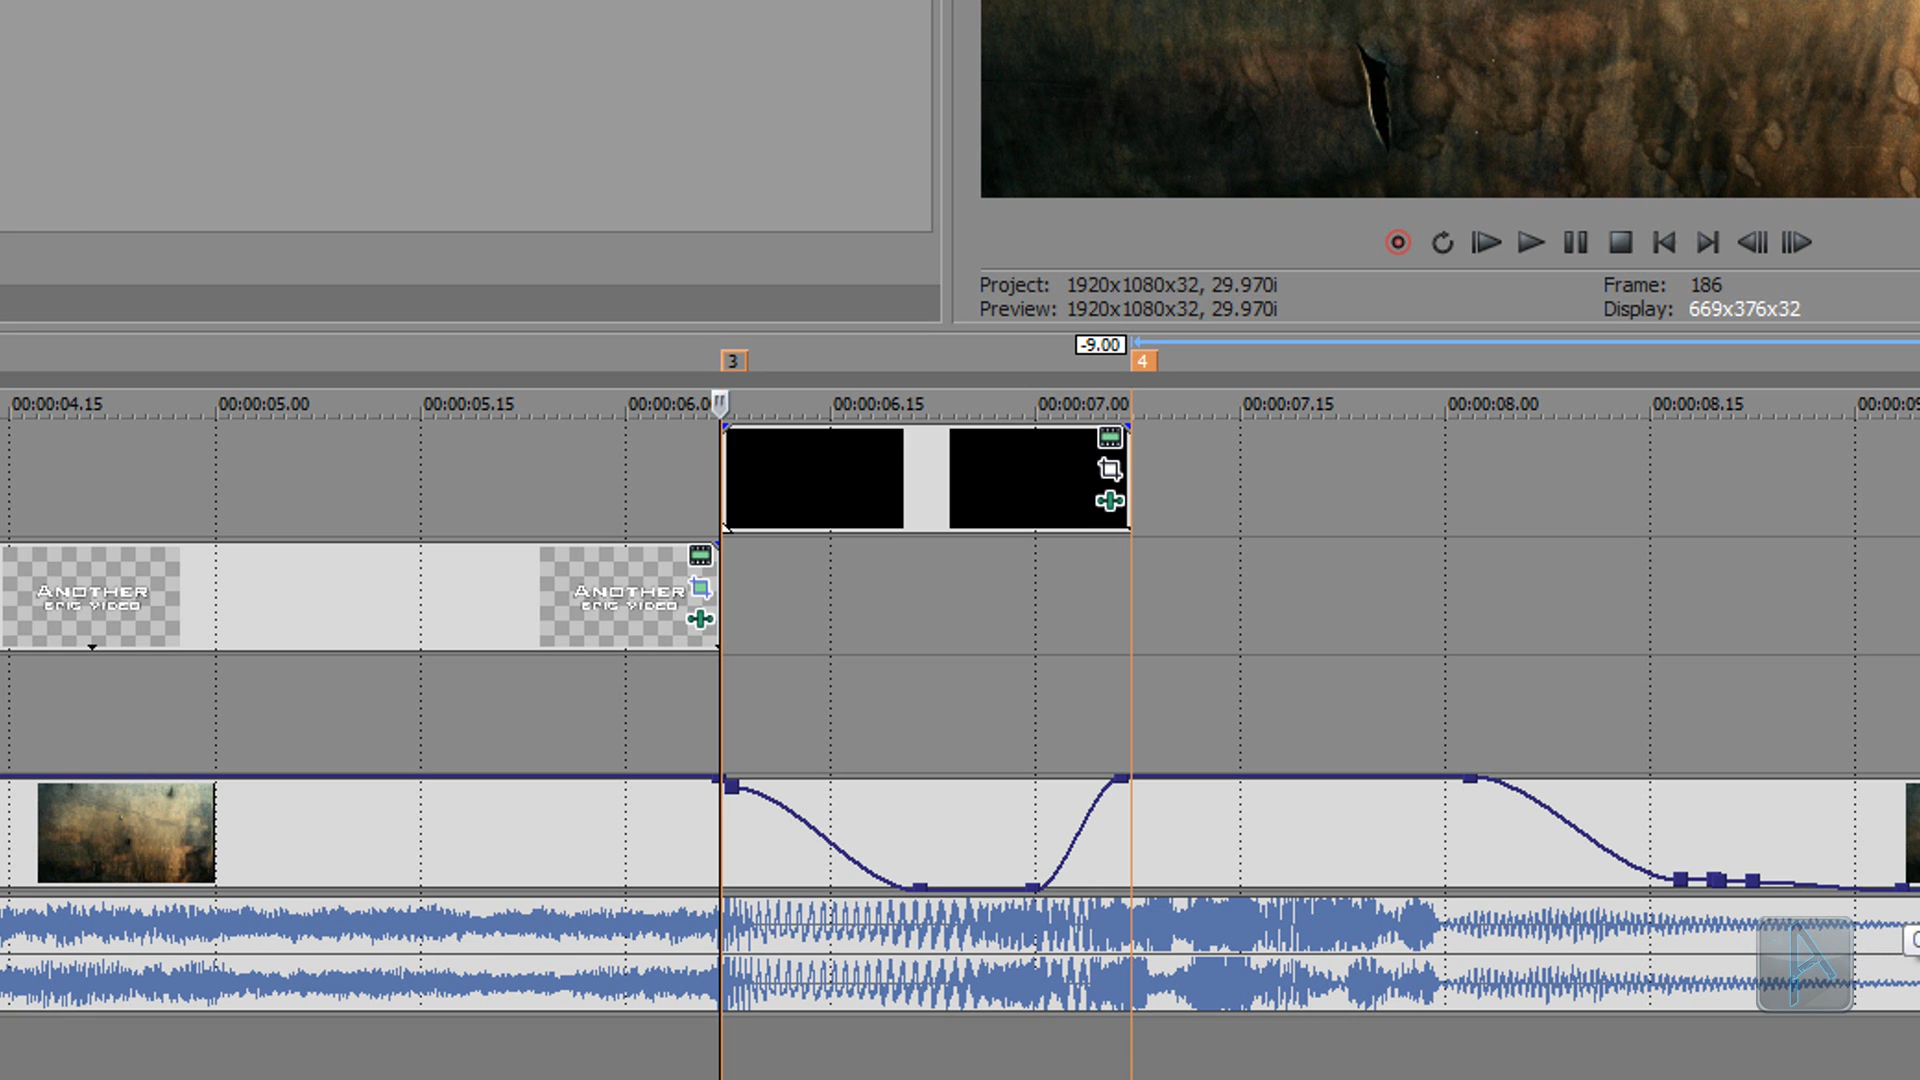 Project: 1920x1080x32, 29.970i
Frame: 186
Preview: 1920x1080x32, 29.970i
Display: 669x376x32
-9.00
3
4
00:00:04.15
00:00:05.00
00:00:05.15
00:00:06.0
00:00:06.15
00:00:07.00
00:00:07.15
00:00:08.00
00:00:08.15
00:00:09
ANOTHER
EPIC VIDEO
ANOTHER
EPIC VIDEO